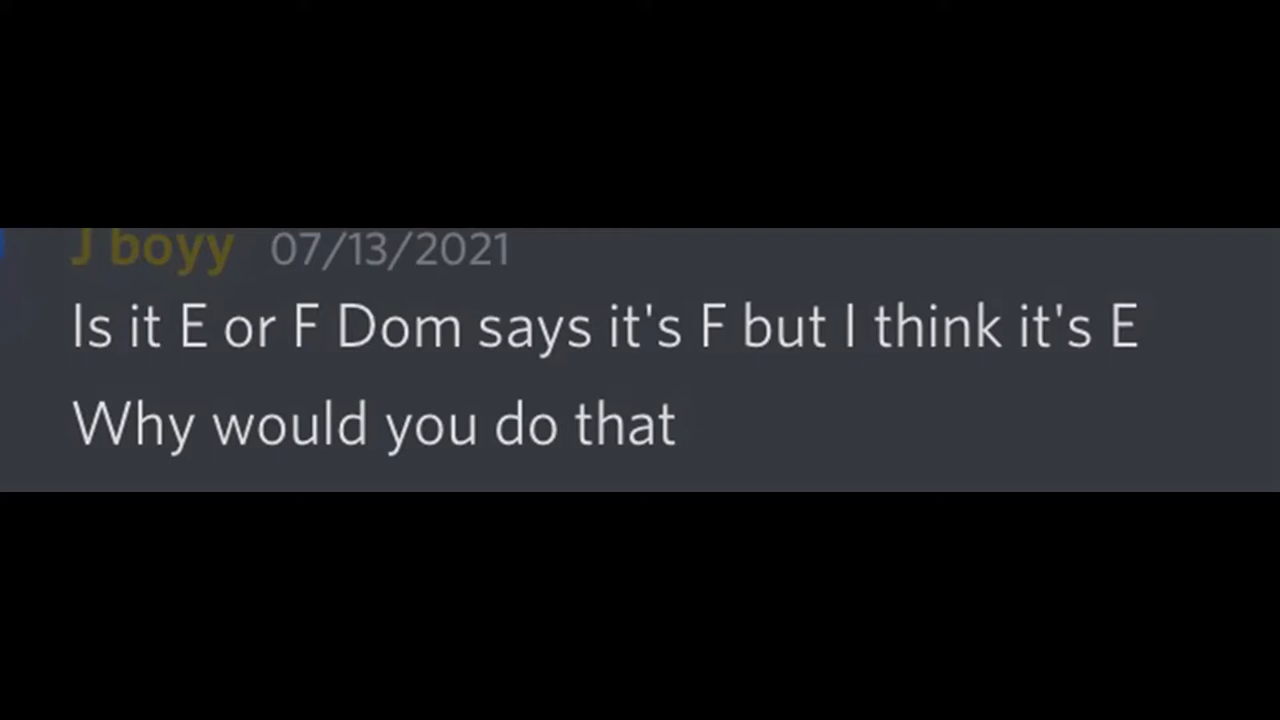 J boyy 07/13/2021
Is it E or F Dom says it's F but I think it's E
Why would you do that